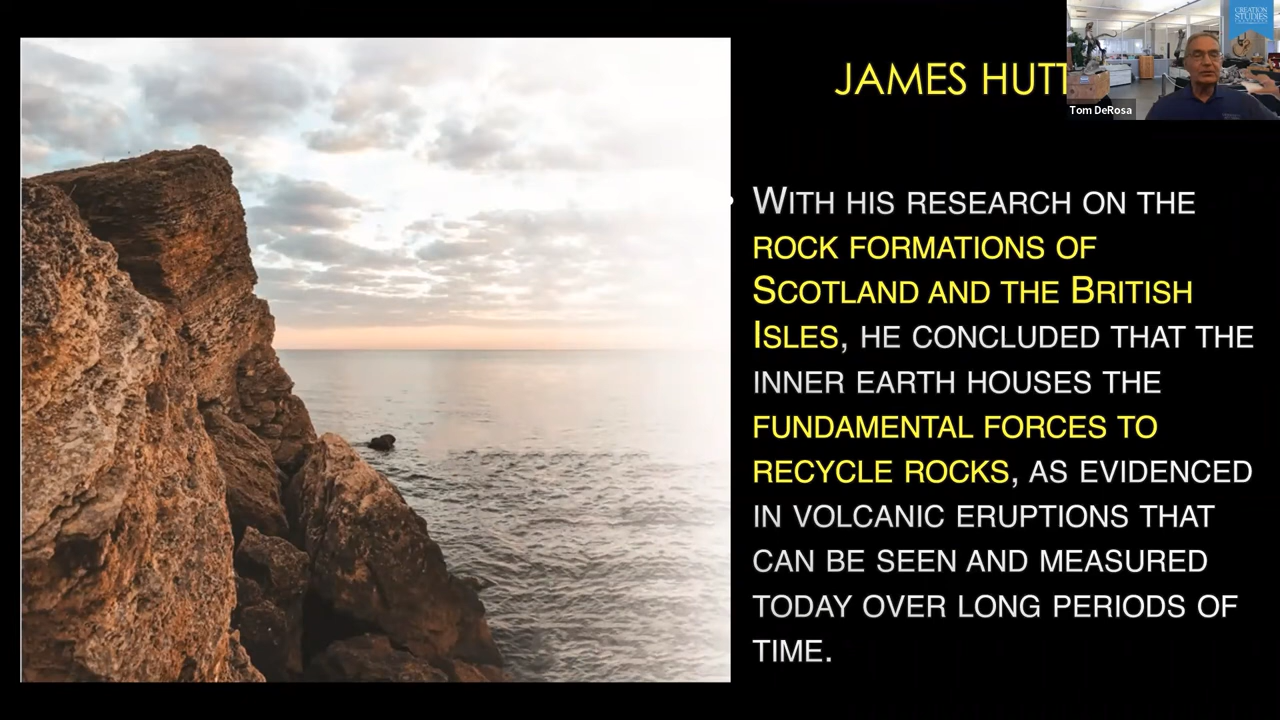 JAMES HUTT
CREATION
STUDIES
Tom DeRosa
• WITH HIS RESEARCH ON THE
ROCK FORMATIONS OF
SCOTLAND AND THE BRITISH
ISLES, HE CONCLUDED THAT THE
INNER EARTH HOUSES THE
FUNDAMENTAL FORCES TO
RECYCLE ROCKS, AS EVIDENCED
IN VOLCANIC ERUPTIONS THAT
CAN BE SEEN AND MEASURED
TODAY OVER LONG PERIODS OF
TIME.